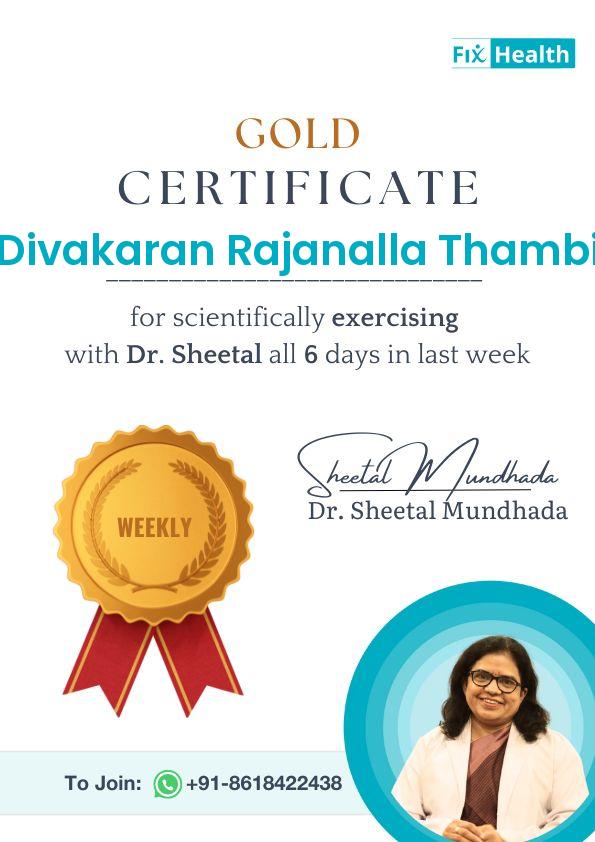 Fix Health
GOLD
CERTIFICATE
Divakaran Rajanalla Thambi
for scientifically exercising
with Dr. Sheetal all 6 days in last week
WEEKLY
Sheetal Mundhada
Dr. Sheetal Mundhada
To Join: +91-8618422438